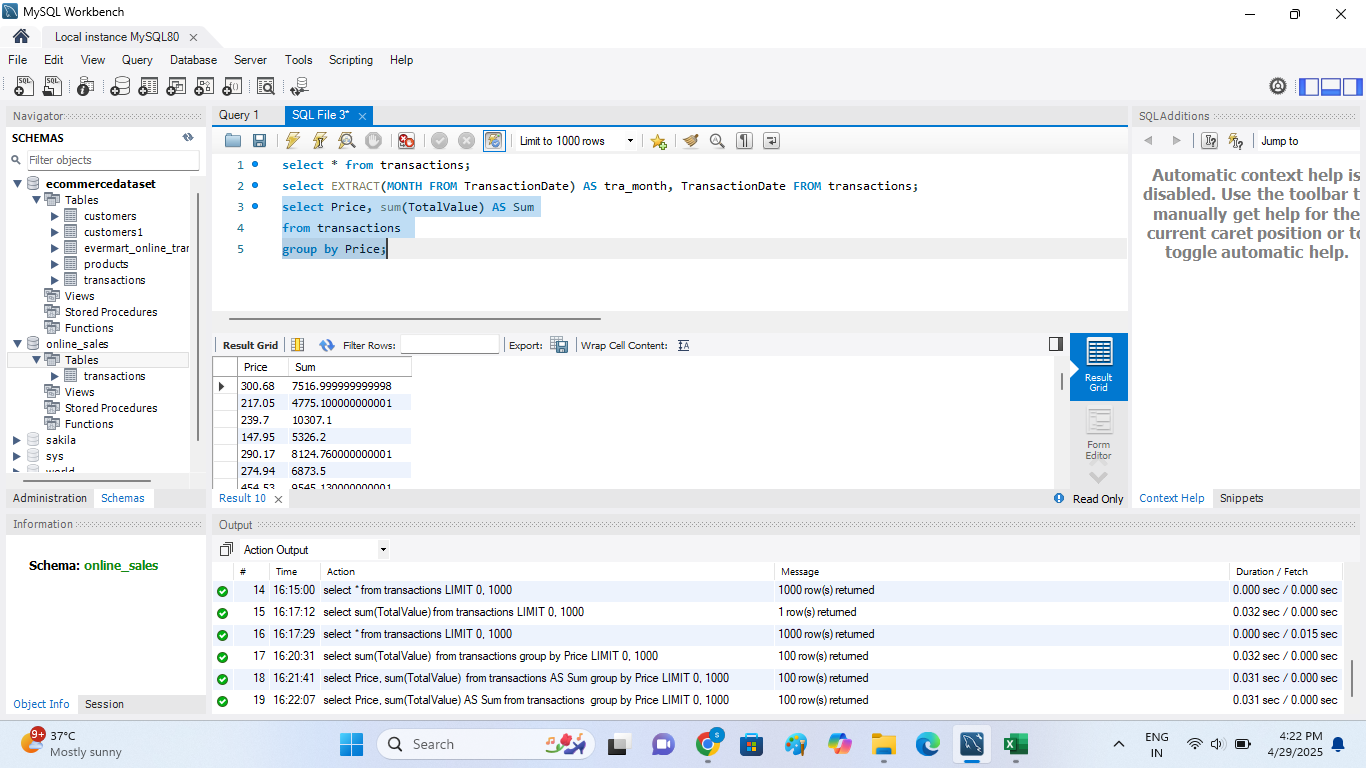 MySQL Workbench
Local instance MySQL80
File Edit View Query Database Server Tools Scripting Help
Navigator
SCHEMAS
Filter objects
ecommercedataset
Tables
customers
customers1
evermart_online_tran
products
transactions
Views
Stored Procedures
Functions
online_sales
Tables
transactions
Views
Stored Procedures
Functions
sakila
sys
world
Administration Schemas
Information
Schema: online_sales
Object Info Session
Query 1 SQL File 3*
Limit to 1000 rows
1 select * from transactions;
2 select EXTRACT(MONTH FROM TransactionDate) AS tra_month, TransactionDate FROM transactions;
3 select Price, sum(TotalValue) AS Sum
4 from transactions
5 group by Price;
Result Grid Filter Rows: Export: Wrap Cell Content:
Price Sum
300.68 7516.999999999998
217.05 4775.100000000001
239.7 10307.1
147.95 5326.2
290.17 8124.760000000001
274.94 6873.5
454.53 9545.130000000001
Result Grid
Form Editor
Result 10
Read Only
SQLAdditions
Jump to
Automatic context help is
disabled. Use the toolbar t
manually get help for the
current caret position or to
toggle automatic help.
Context Help Snippets
Output
Action Output
# Time Action Message Duration / Fetch
14 16:15:00 select * from transactions LIMIT 0, 1000 1000 row(s) returned 0.000 sec / 0.000 sec
15 16:17:12 select sum(TotalValue) from transactions LIMIT 0, 1000 1 row(s) returned 0.032 sec / 0.000 sec
16 16:17:29 select * from transactions LIMIT 0, 1000 1000 row(s) returned 0.000 sec / 0.015 sec
17 16:20:31 select sum(TotalValue) from transactions group by Price LIMIT 0, 1000 100 row(s) returned 0.032 sec / 0.000 sec
18 16:21:41 select Price, sum(TotalValue) from transactions AS Sum group by Price LIMIT 0, 1000 100 row(s) returned 0.031 sec / 0.000 sec
19 16:22:07 select Price, sum(TotalValue) AS Sum from transactions group by Price LIMIT 0, 1000 100 row(s) returned 0.031 sec / 0.000 sec
9+
37°C
Mostly sunny
Search
S
ENG
IN
4:22 PM
4/29/2025